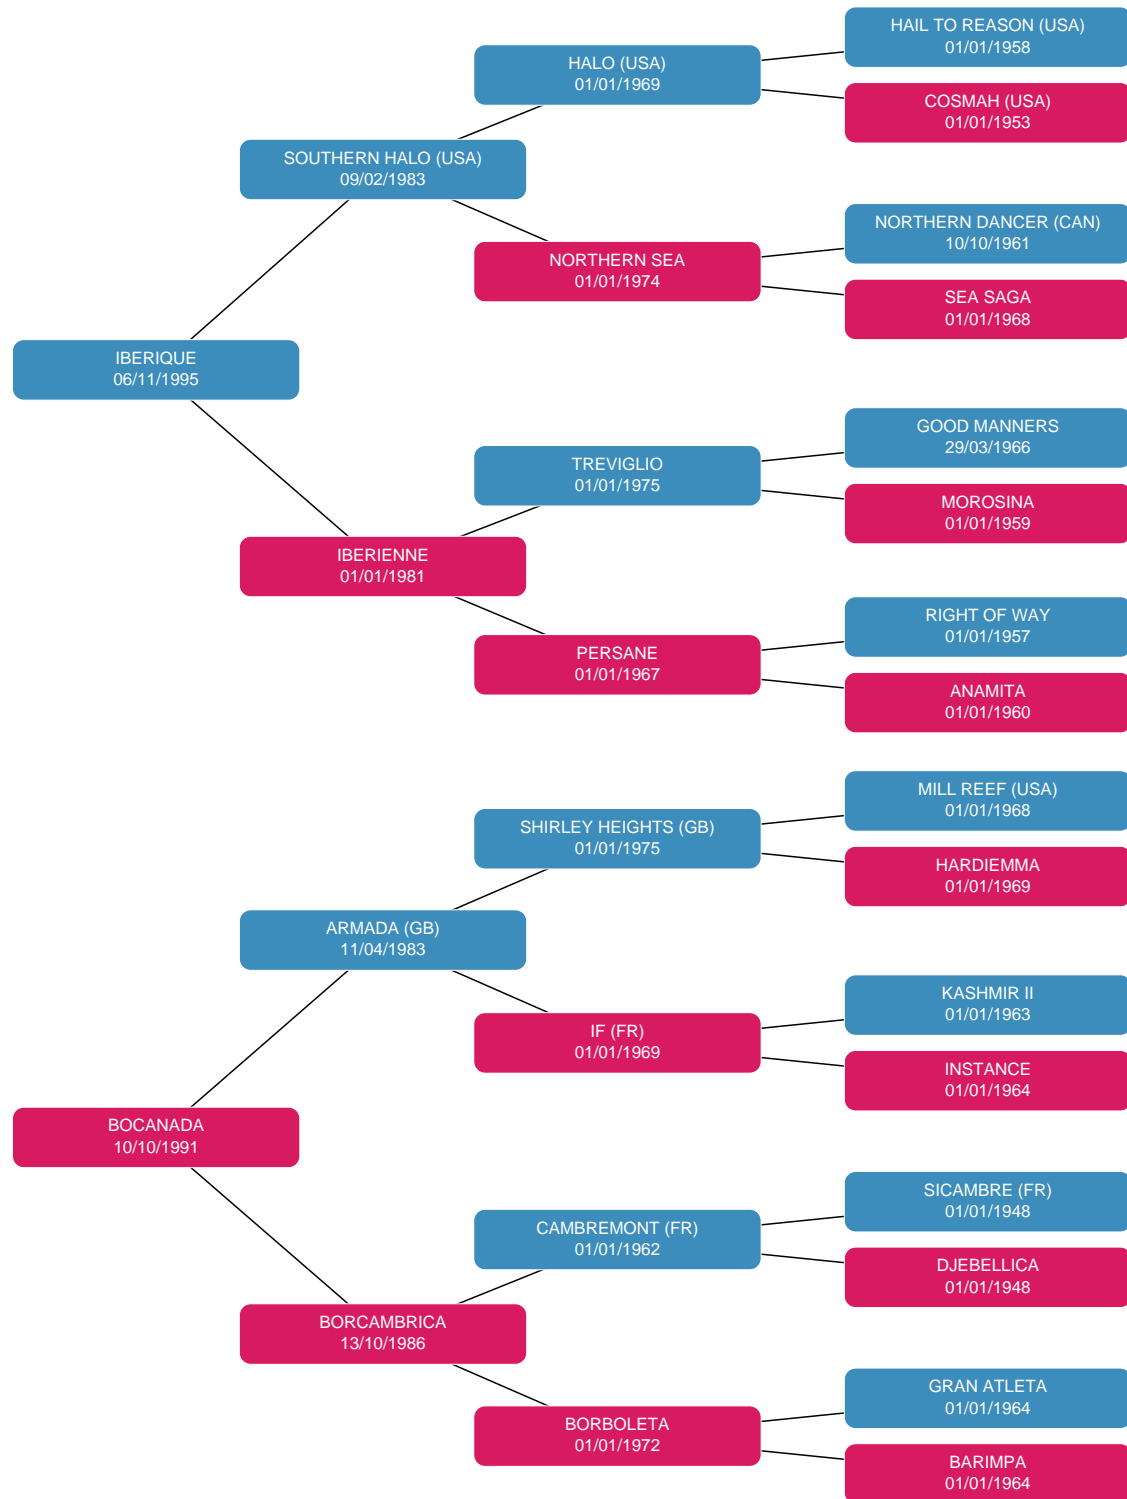 HAIL TO REASON (USA)
01/01/1958
HALO (USA)
01/01/1969
COSMAH (USA)
01/01/1953
SOUTHERN HALO (USA)
09/02/1983
NORTHERN DANCER (CAN)
10/10/1961
NORTHERN SEA
01/01/1974
SEA SAGA
01/01/1968
IBERIQUE
06/11/1995
GOOD MANNERS
29/03/1966
TREVIGLIO
01/01/1975
MOROSINA
01/01/1959
IBERIENNE
01/01/1981
RIGHT OF WAY
01/01/1957
PERSANE
01/01/1967
ANAMITA
01/01/1960
MILL REEF (USA)
01/01/1968
SHIRLEY HEIGHTS (GB)
01/01/1975
HARDIEMMA
01/01/1969
ARMADA (GB)
11/04/1983
KASHMIR II
01/01/1963
IF (FR)
01/01/1969
INSTANCE
01/01/1964
BOCANADA
10/10/1991
SICAMBRE (FR)
01/01/1948
CAMBREMONT (FR)
01/01/1962
DJEBELLICA
01/01/1948
BORCAMBRICA
13/10/1986
GRAN ATLETA
01/01/1964
BORBOLETA
01/01/1972
BARIMPA
01/01/1964